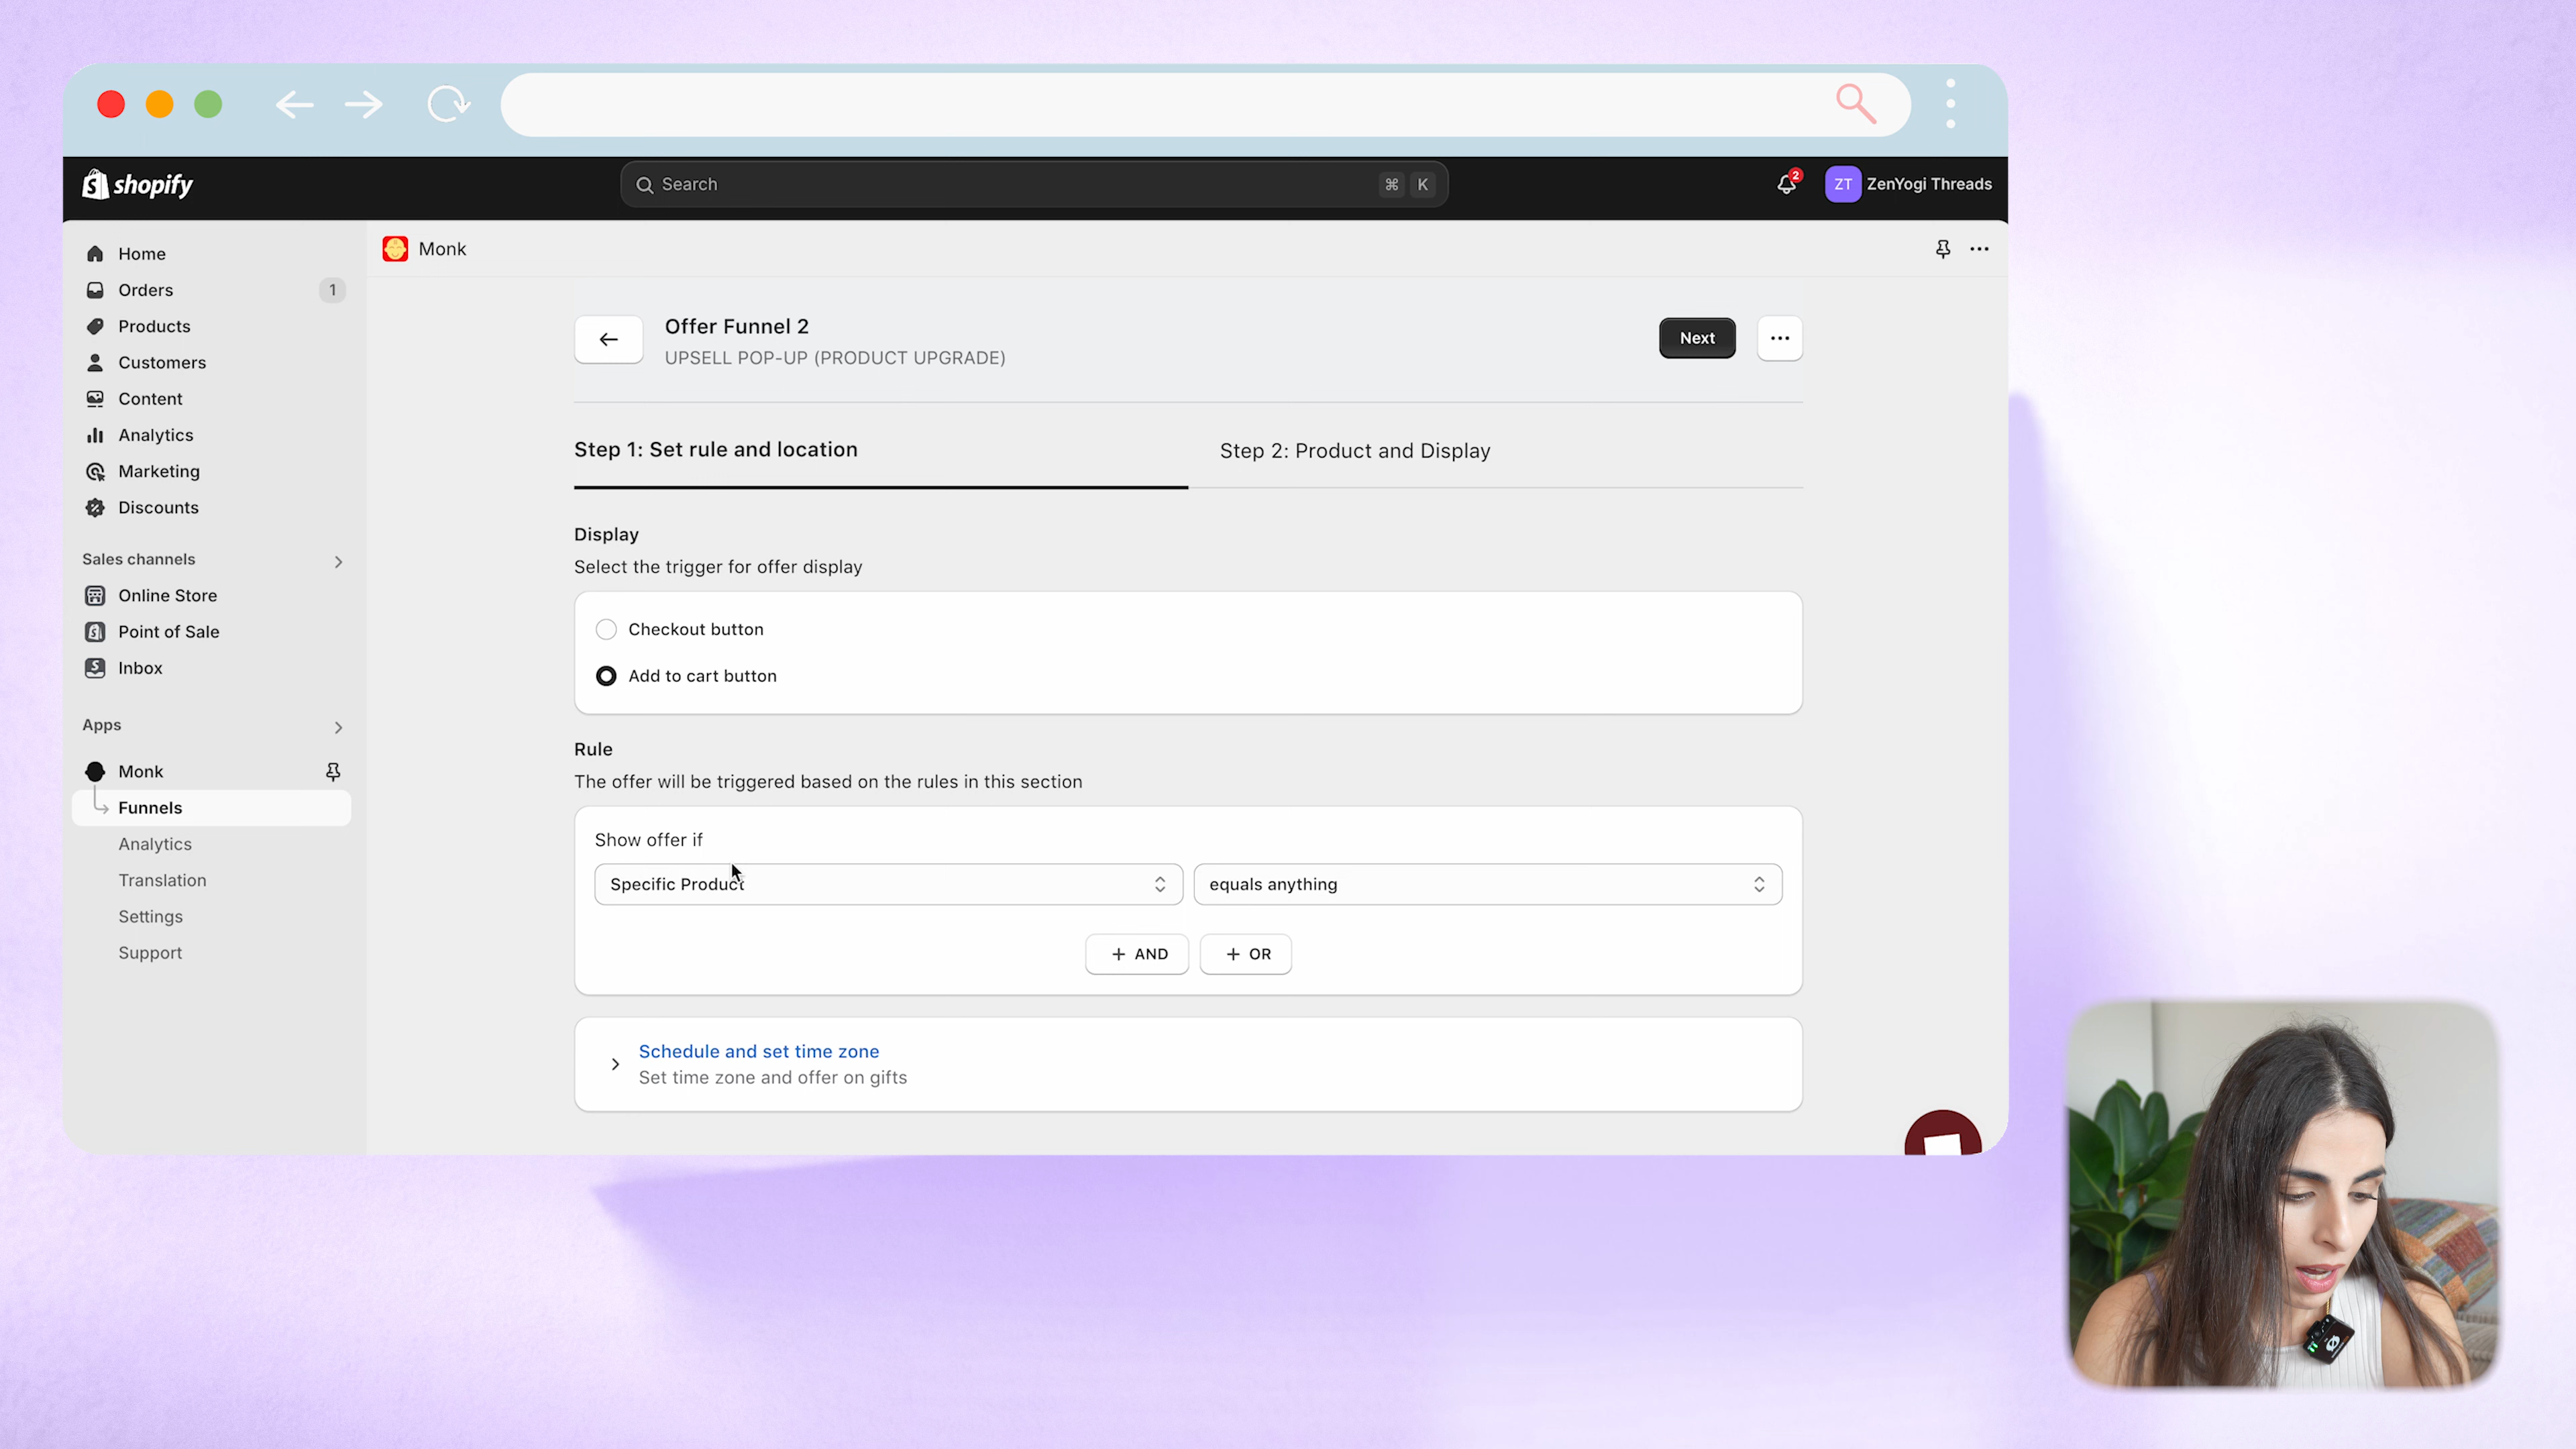 shopify
Search
⌘ K
2
ZT
ZenYogi Threads
Home
Orders
1
Products
Customers
Content
Analytics
Marketing
Discounts
Sales channels
Online Store
Point of Sale
Inbox
Apps
Monk
Funnels
Analytics
Translation
Settings
Support
Monk
Offer Funnel 2
UPSELL POP-UP (PRODUCT UPGRADE)
Next
Step 1: Set rule and location
Step 2: Product and Display
Display
Select the trigger for offer display
Checkout button
Add to cart button
Rule
The offer will be triggered based on the rules in this section
Show offer if
Specific Product
equals anything
+ AND
+ OR
Schedule and set time zone
Set time zone and offer on gifts